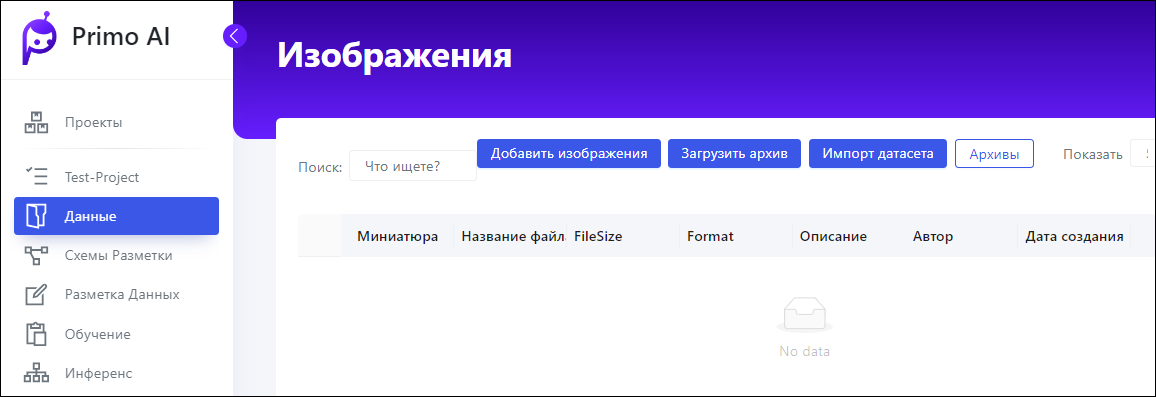 Primo AI
Изображения
Проекты
Test-Project
Данные
Схемы Разметки
Разметка Данных
Обучение
Инференс
Поиск: Что ищете? Добавить изображения Загрузить архив Импорт датасета Архивы Показать
Миниатюра Название файл FileSize Format Описание Автор Дата создания
No data